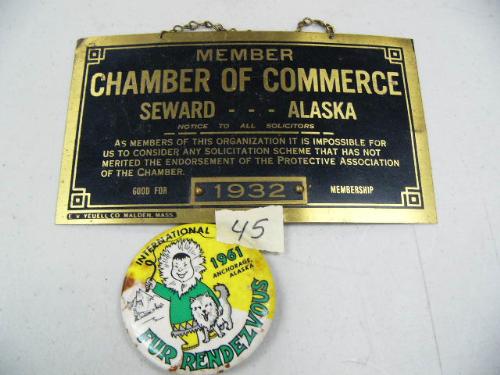 MEMBER
CHAMBER OF COMMERCE
SEWARD - - - ALASKA
NOTICE TO ALL SOLICITORS
AS MEMBERS OF THIS ORGANIZATION IT IS IMPOSSIBLE FOR
US TO CONSIDER ANY SOLICITATION SCHEME THAT HAS NOT
MERITED THE ENDORSEMENT OF THE PROTECTIVE ASSOCIATION
OF THE CHAMBER.
GOOD FOR 1932 MEMBERSHIP
E V YEUELL CO MALDEN, MASS.
45
INTERNATIONAL
1961
ANCHORAGE,
ALASKA
FUR RENDEZVOUS